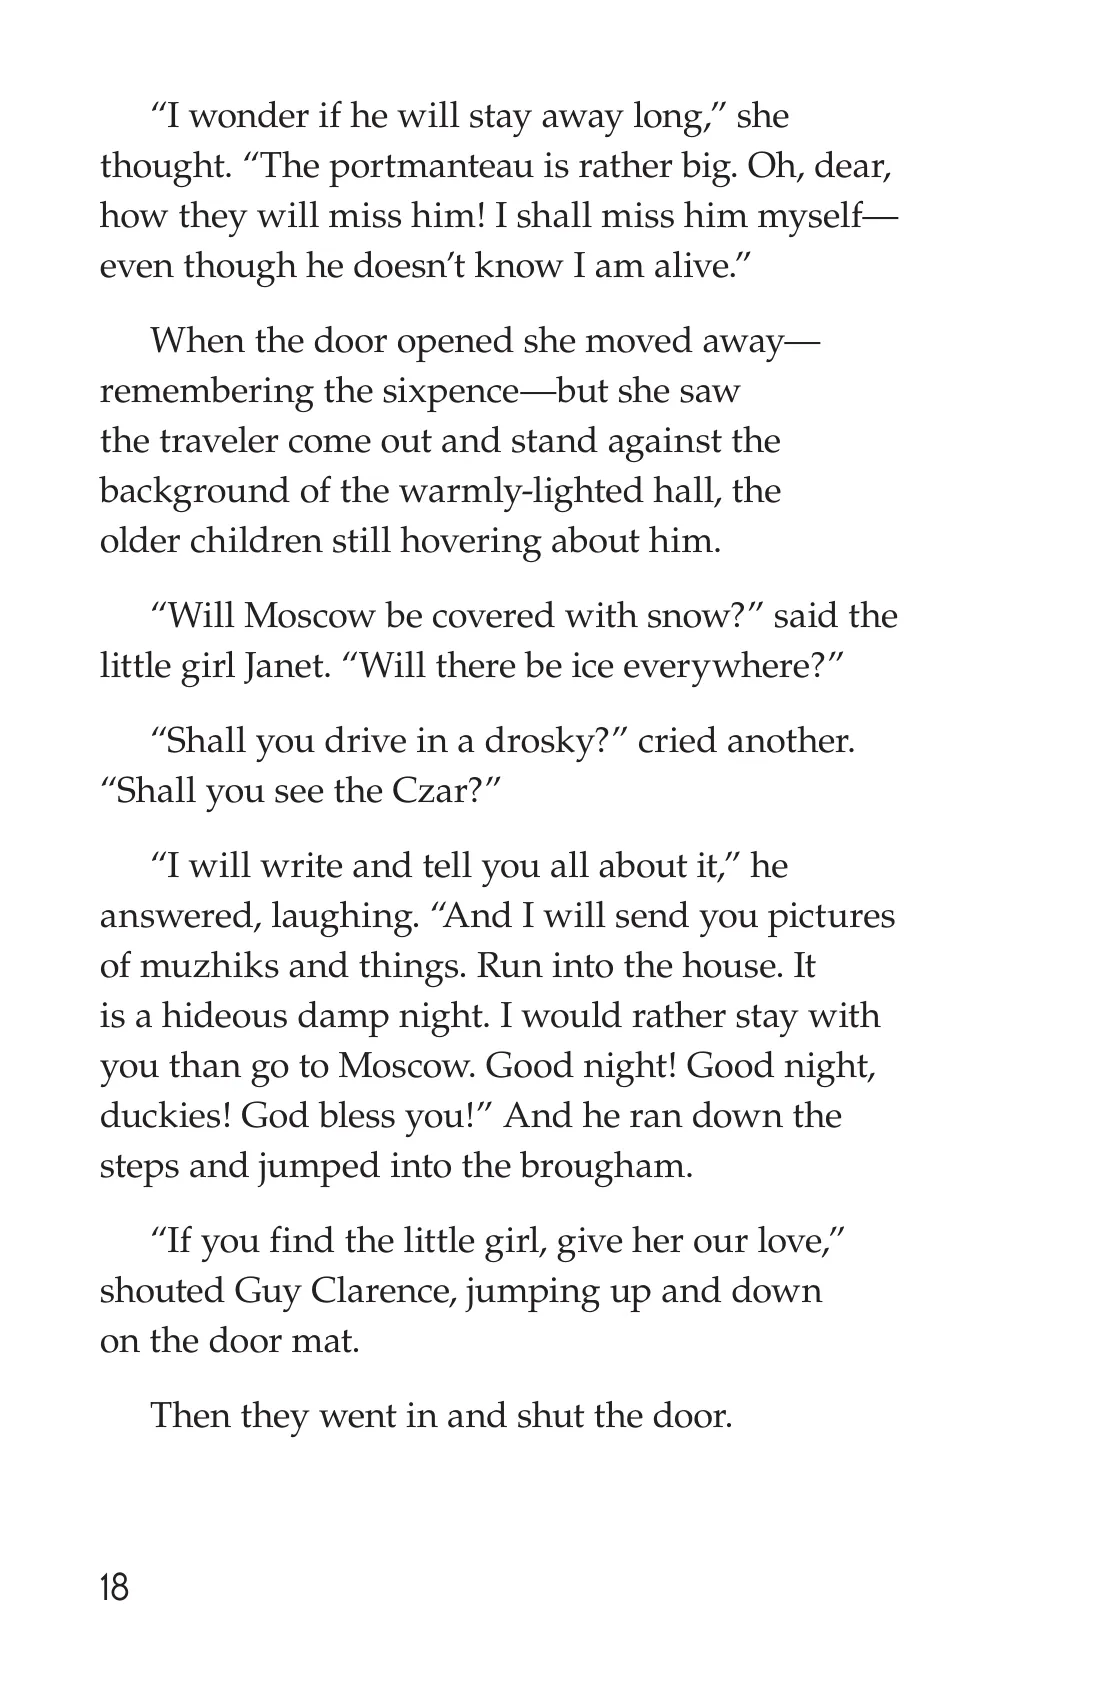 “I wonder if he will stay away long,” she
thought. “The portmanteau is rather big. Oh, dear,
how they will miss him! I shall miss him myself—
even though he doesn’t know I am alive.”
When the door opened she moved away—
remembering the sixpence—but she saw
the traveler come out and stand against the
background of the warmly-lighted hall, the
older children still hovering about him.
“Will Moscow be covered with snow?” said the
little girl Janet. “Will there be ice everywhere?”
“Shall you drive in a drosky?” cried another.
“Shall you see the Czar?”
“I will write and tell you all about it,” he
answered, laughing. “And I will send you pictures
of muzhiks and things. Run into the house. It
is a hideous damp night. I would rather stay with
you than go to Moscow. Good night! Good night,
duckies! God bless you!” And he ran down the
steps and jumped into the brougham.
“If you find the little girl, give her our love,”
shouted Guy Clarence, jumping up and down
on the door mat.
Then they went in and shut the door.
18